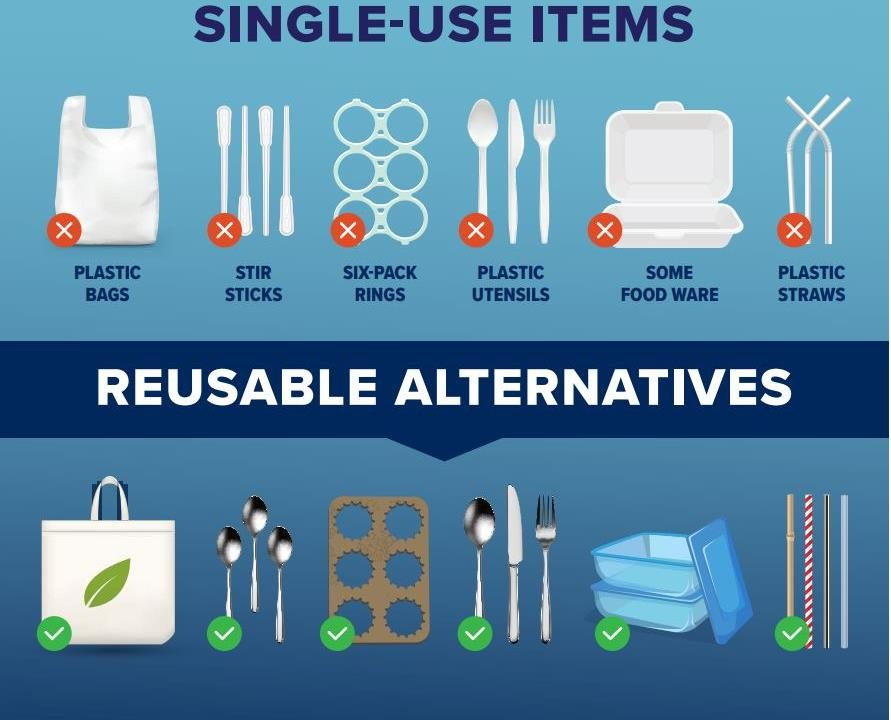 SINGLE-USE ITEMS
PLASTIC
BAGS
STIR
STICKS
SIX-PACK
RINGS
PLASTIC
UTENSILS
SOME
FOOD WARE
PLASTIC
STRAWS
REUSABLE ALTERNATIVES